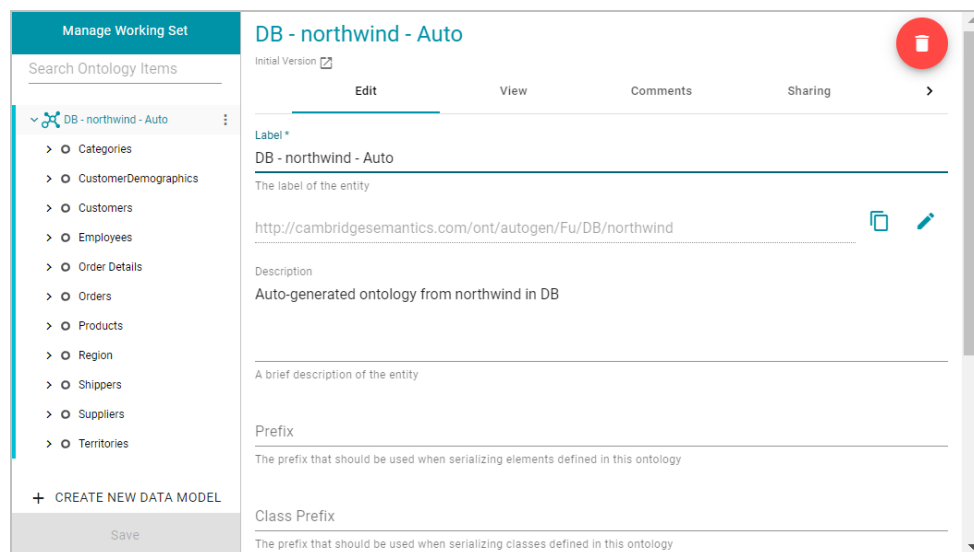 Manage Working Set
Search Ontology Items
DB - northwind - Auto
Categories
CustomerDemographics
Customers
Employees
Order Details
Orders
Products
Region
Shippers
Suppliers
Territories
+ CREATE NEW DATA MODEL
Save
DB - northwind - Auto
Initial Version
Edit View Comments Sharing
Label *
DB - northwind - Auto
The label of the entity
http://cambridgesemantics.com/ont/autogen/Fu/DB/northwind
Description
Auto-generated ontology from northwind in DB
A brief description of the entity
Prefix
The prefix that should be used when serializing elements defined in this ontology
Class Prefix
The prefix that should be used when serializing classes defined in this ontology